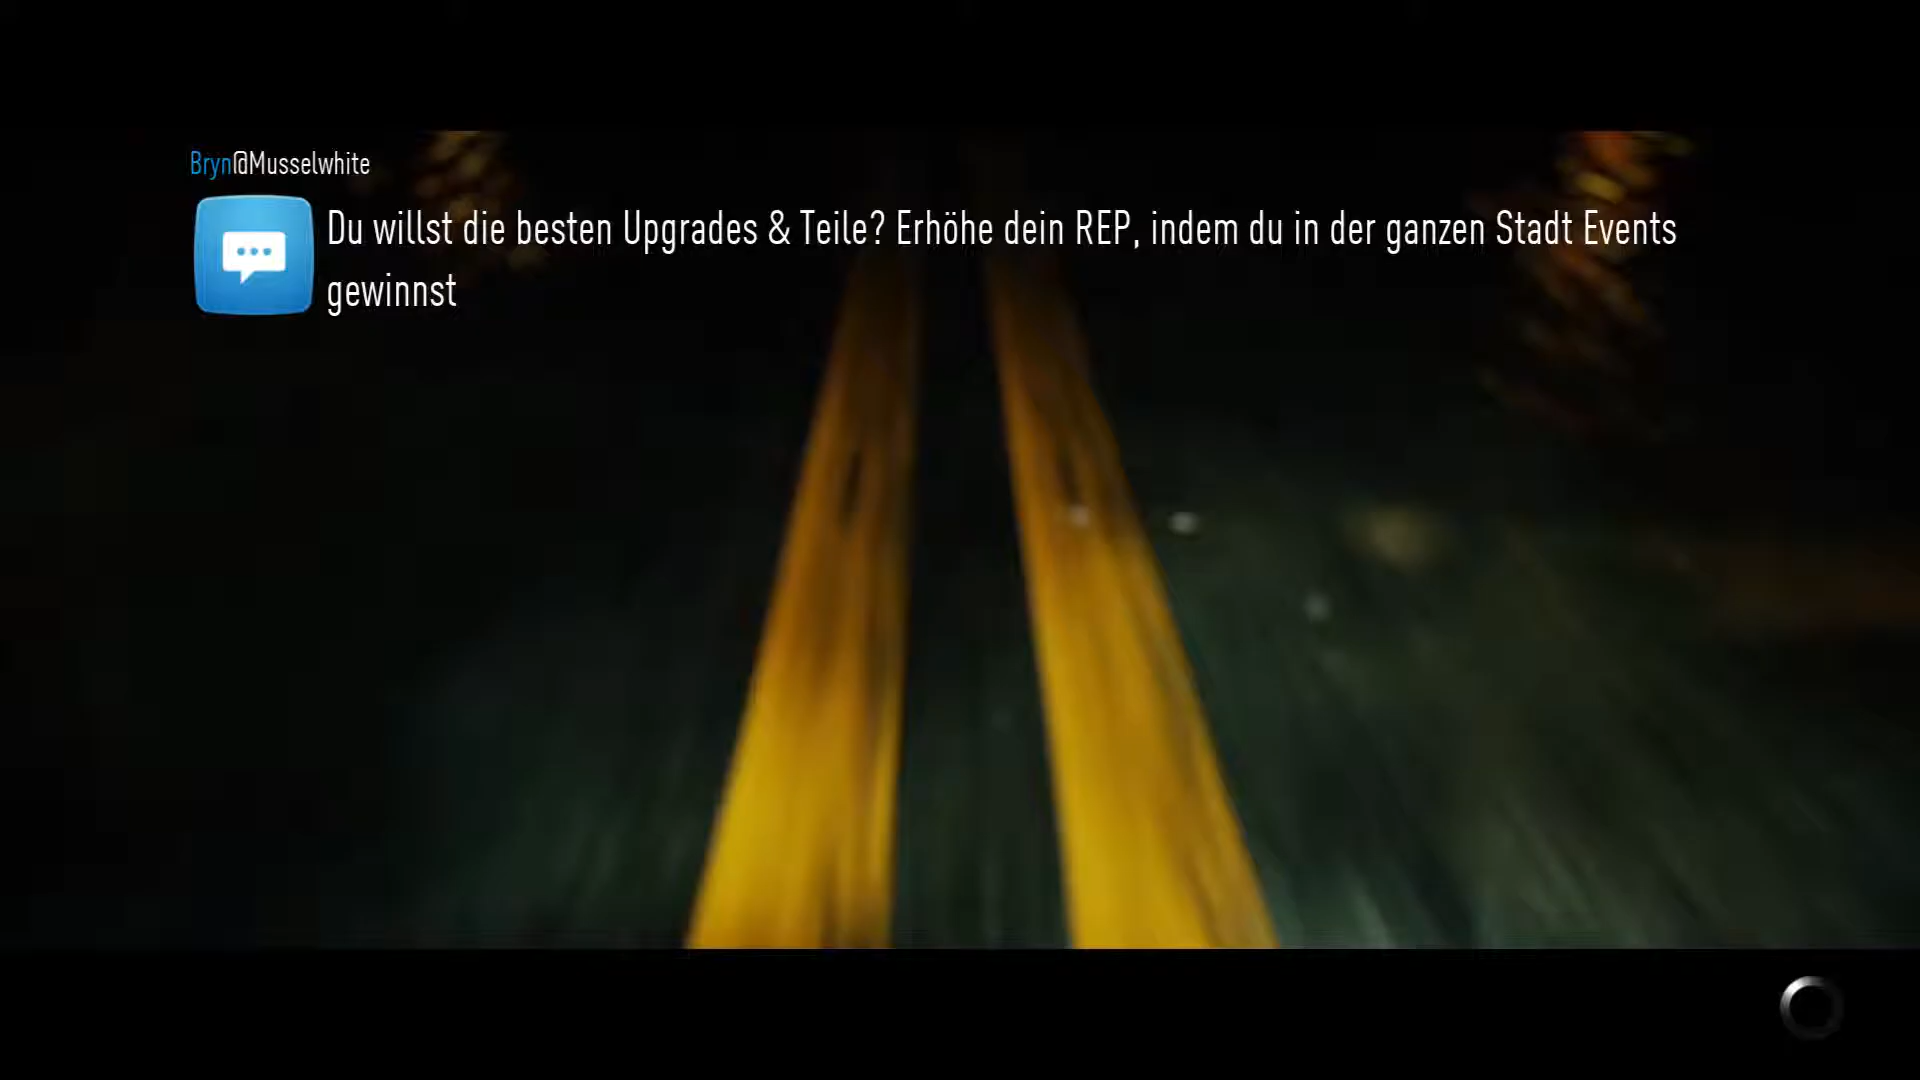 Bryn@Musselwhite
Du willst die besten Upgrades & Teile? Erhöhe dein REP, indem du in der ganzen Stadt Events
gewinnst